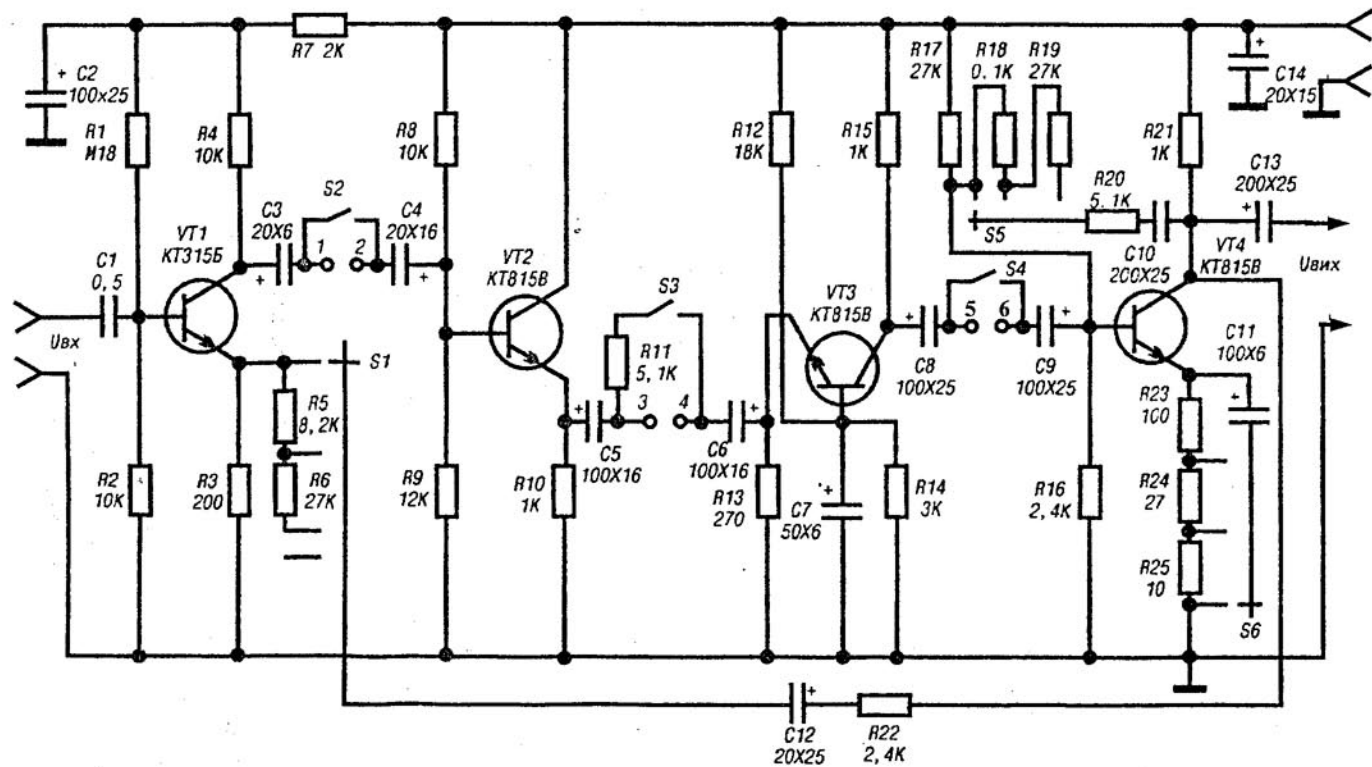 R7 2K
C2
100x25
R1
М18
R4
10K
R8
10K
R12
18K
R15
1K
R17
27K
R18
0.1K
R19
27K
R21
1K
C14
20X15
C13
200X25
R20
5.1K
S5
C10
200X25
VT4
КТ815В
Uвих
S2
C3
20X6
1
2
C4
20X16
VT1
КТ315Б
C1
0,5
Uвх
VT2
КТ815В
S3
R11
5,1K
3
4
VT3
КТ815В
S4
5
6
C8
100X25
C9
100X25
C11
100X6
S1
R5
8,2K
R6
27K
R2
10K
R3
200
R9
12K
R10
1K
C5
100X16
C6
100X16
R13
270
C7
50X6
R14
3K
R16
2,4K
R23
100
R24
27
R25
10
S6
C12
20X25
R22
2,4K